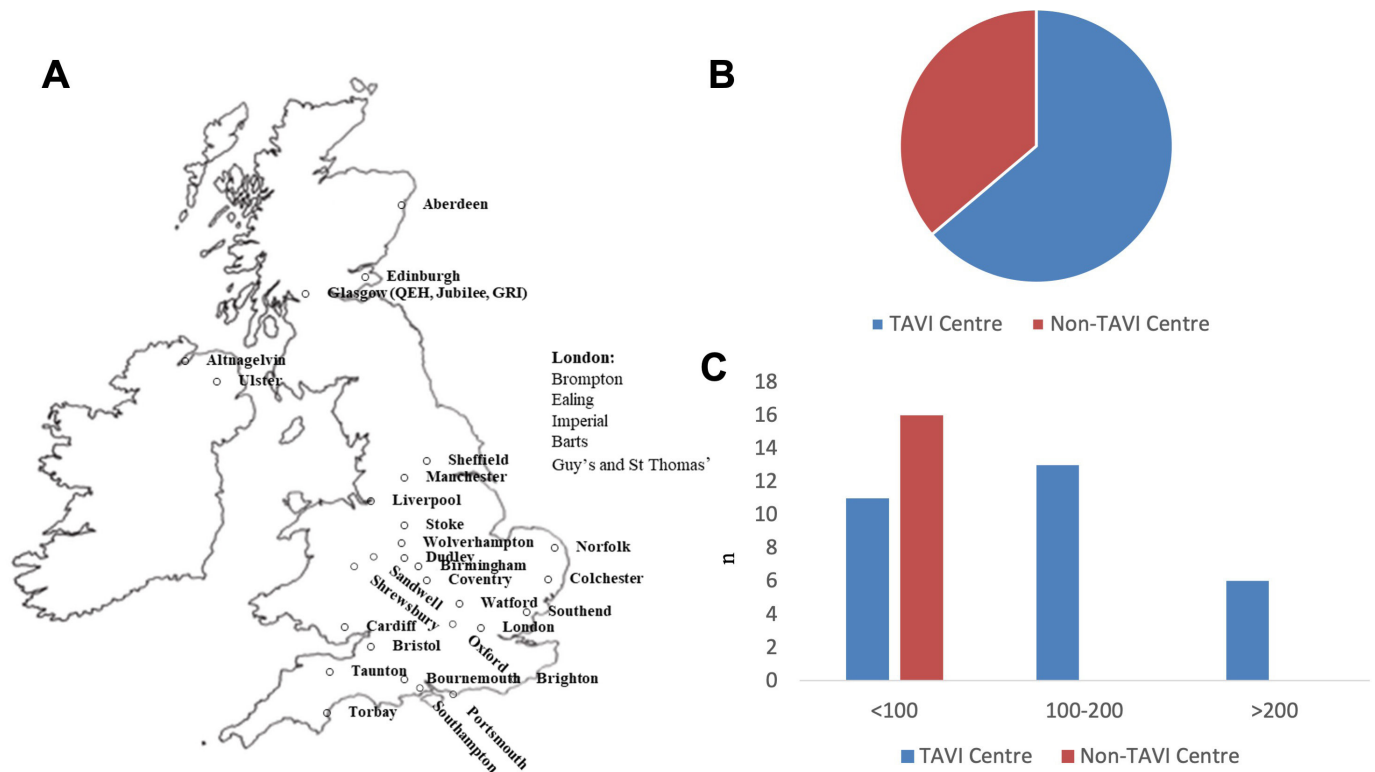 A
Aberdeen
Edinburgh
Glasgow (QEH, Jubilee, GRI)
Altnagelvin
Ulster
London:
Brompton
Ealing
Imperial
Barts
Guy's and St Thomas'
Sheffield
Manchester
Liverpool
Stoke
Wolverhampton
Dudley
Birmingham
Sandwell
Coventry
Shrewsbury
Norfolk
Colchester
Watford
Southend
Cardiff
London
Bristol
Oxford
Taunton
Bournemouth
Brighton
Torbay
Southampton
Portsmouth
B
TAVI Centre
Non-TAVI Centre
C
18
16
14
12
10
8
6
4
2
0
n
<100
100-200
>200
TAVI Centre
Non-TAVI Centre